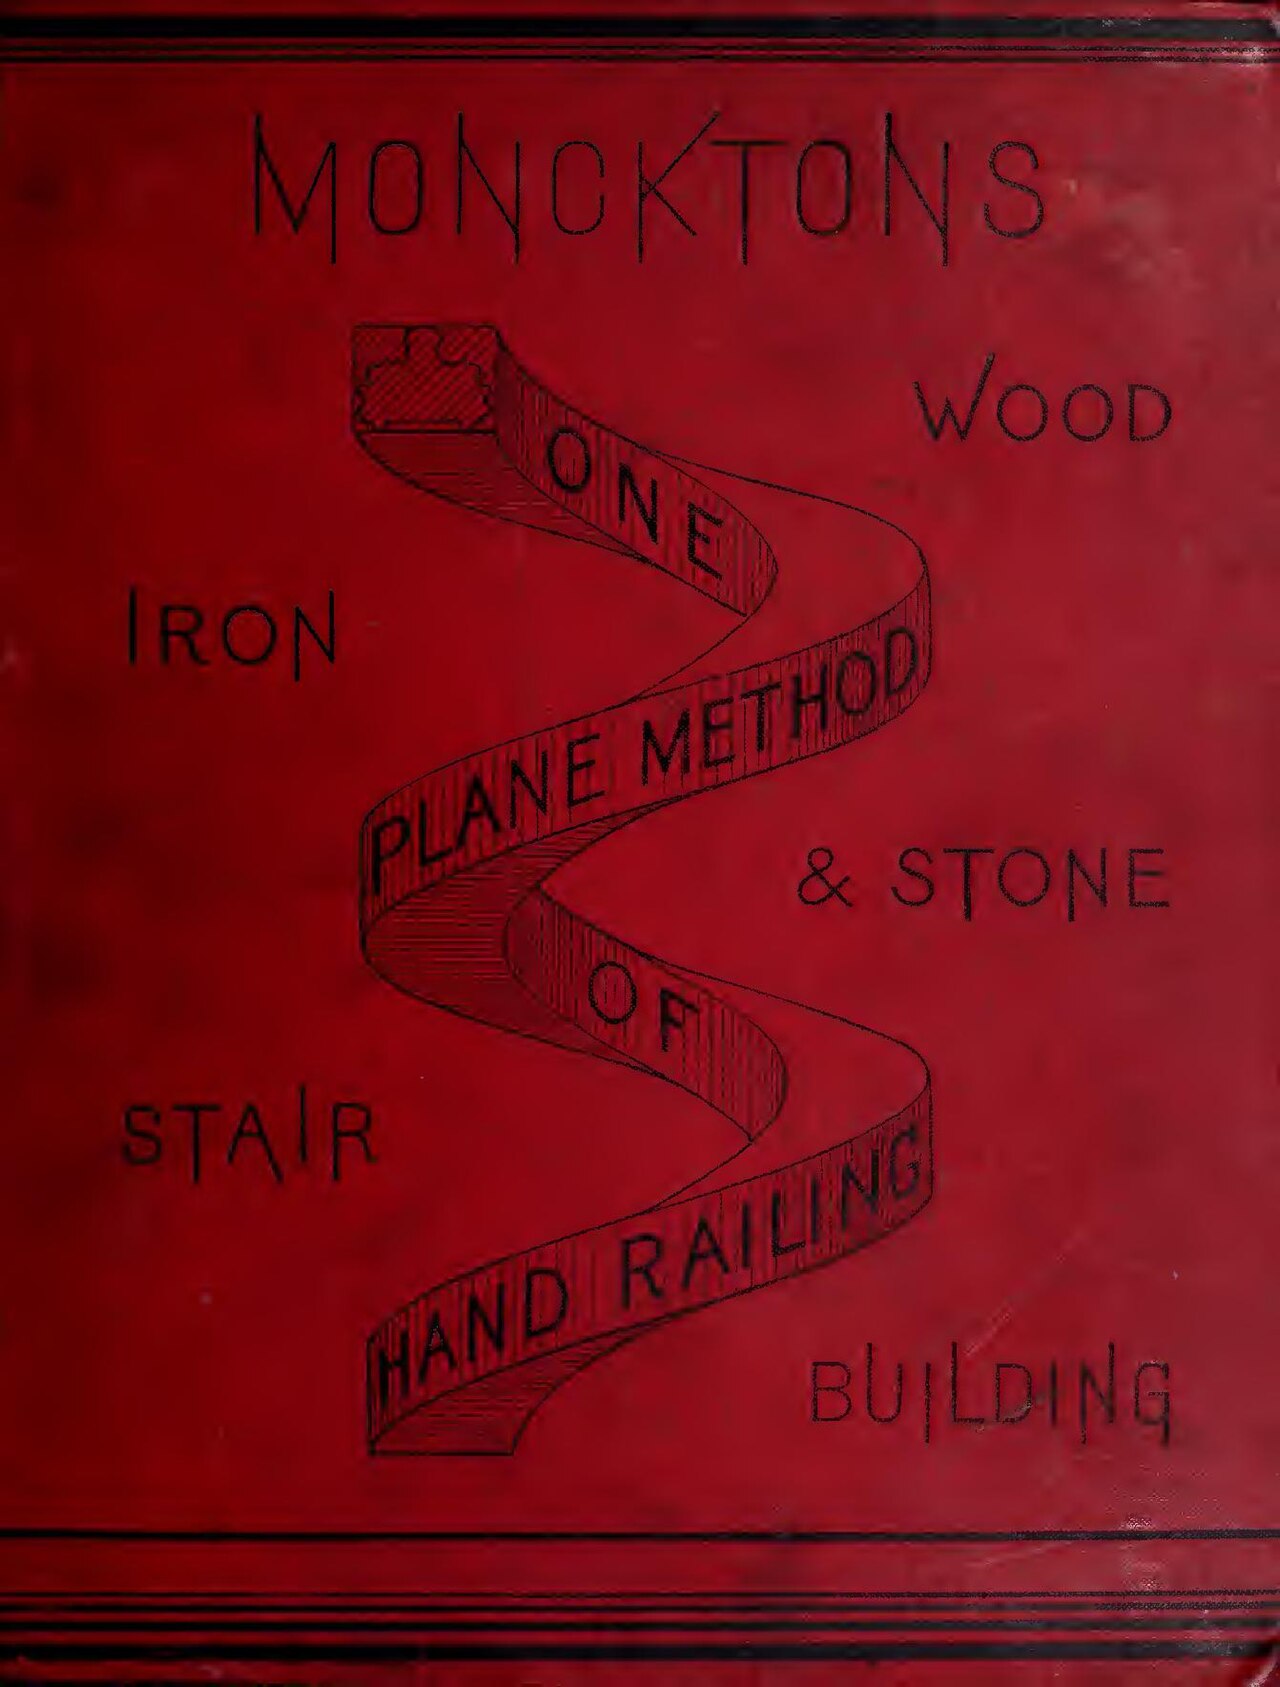 MONCKTONS
ONE
PLANE METHOD
OF
HAND RAILING
WOOD
IRON
& STONE
STAIR
BUILDING